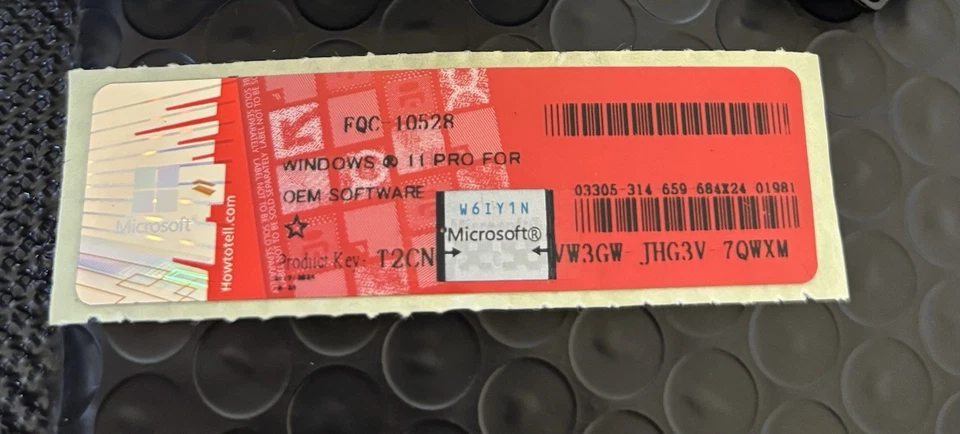 Microsoft
Howtotell.com
FQC-10528
WINDOWS ® 11 PRO FOR
OEM SOFTWARE
03305-314 659 684X24 01981
W6IY1N
Microsoft®
Product Key: T2CN VW3GW-JHG3V-7QWXM